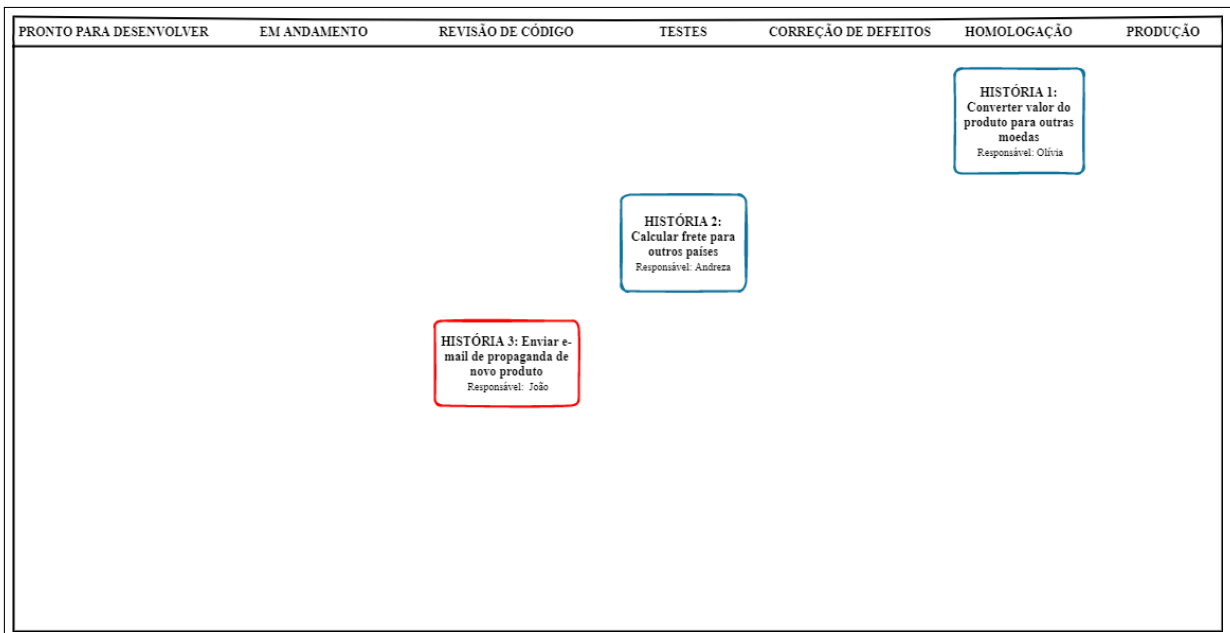 PRONTO PARA DESENVOLVER EM ANDAMENTO REVISÃO DE CÓDIGO TESTES CORREÇÃO DE DEFEITOS HOMOLOGAÇÃO PRODUÇÃO
HISTÓRIA 1:
Converter valor do
produto para outras
moedas
Responsável: Olívia
HISTÓRIA 2:
Calcular frete para
outros países
Responsável: Andreza
HISTÓRIA 3: Enviar e-
mail de propaganda de
novo produto
Responsável: João